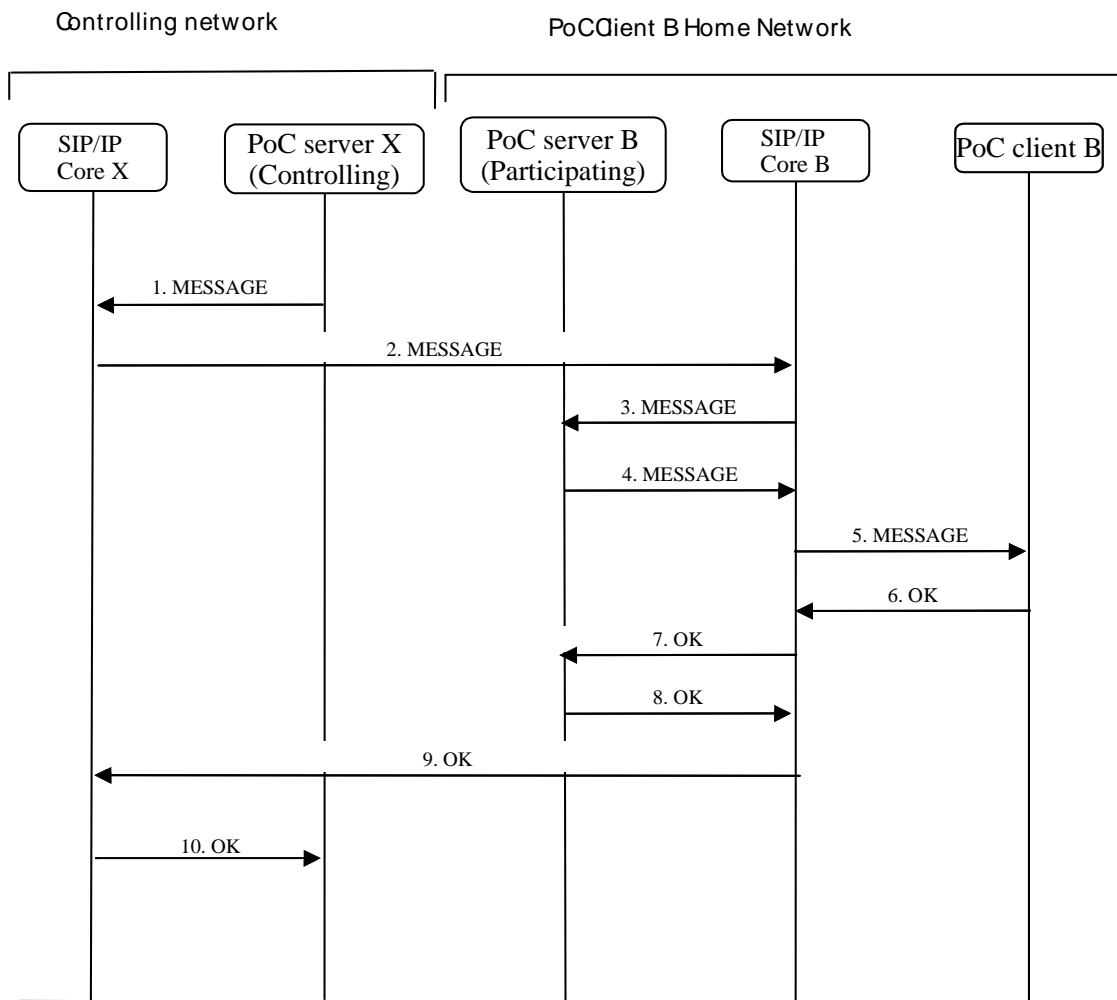 Controlling network
PoCClient B Home Network
SIP/IP
Core X
PoC server X
(Controlling)
PoC server B
(Participating)
SIP/IP
Core B
PoC client B
1. MESSAGE
2. MESSAGE
3. MESSAGE
4. MESSAGE
5. MESSAGE
6. OK
7. OK
8. OK
9. OK
10. OK